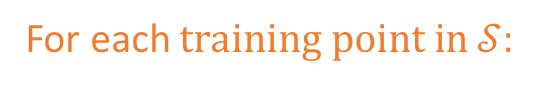 For each training point in 𝒮: